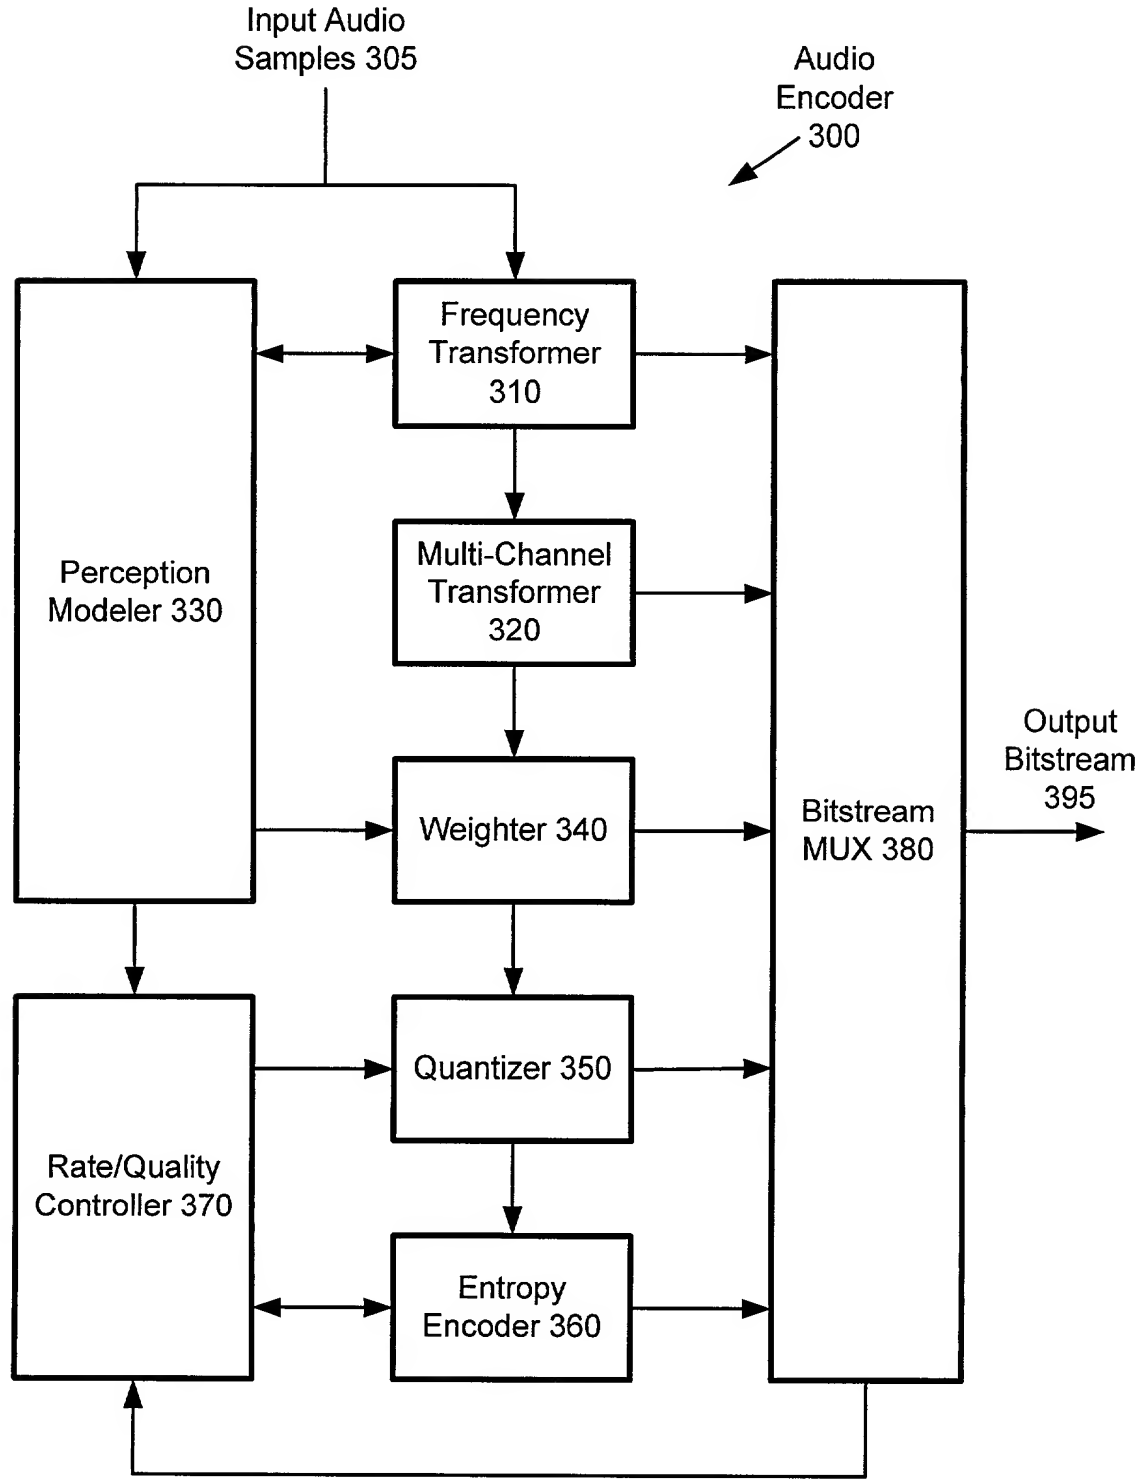 Input Audio
Samples 305
Audio
Encoder
300
Frequency
Transformer
310
Multi-Channel
Transformer
320
Perception
Modeler 330
Output
Bitstream
395
Weighter 340
Bitstream
MUX 380
Quantizer 350
Rate/Quality
Controller 370
Entropy
Encoder 360